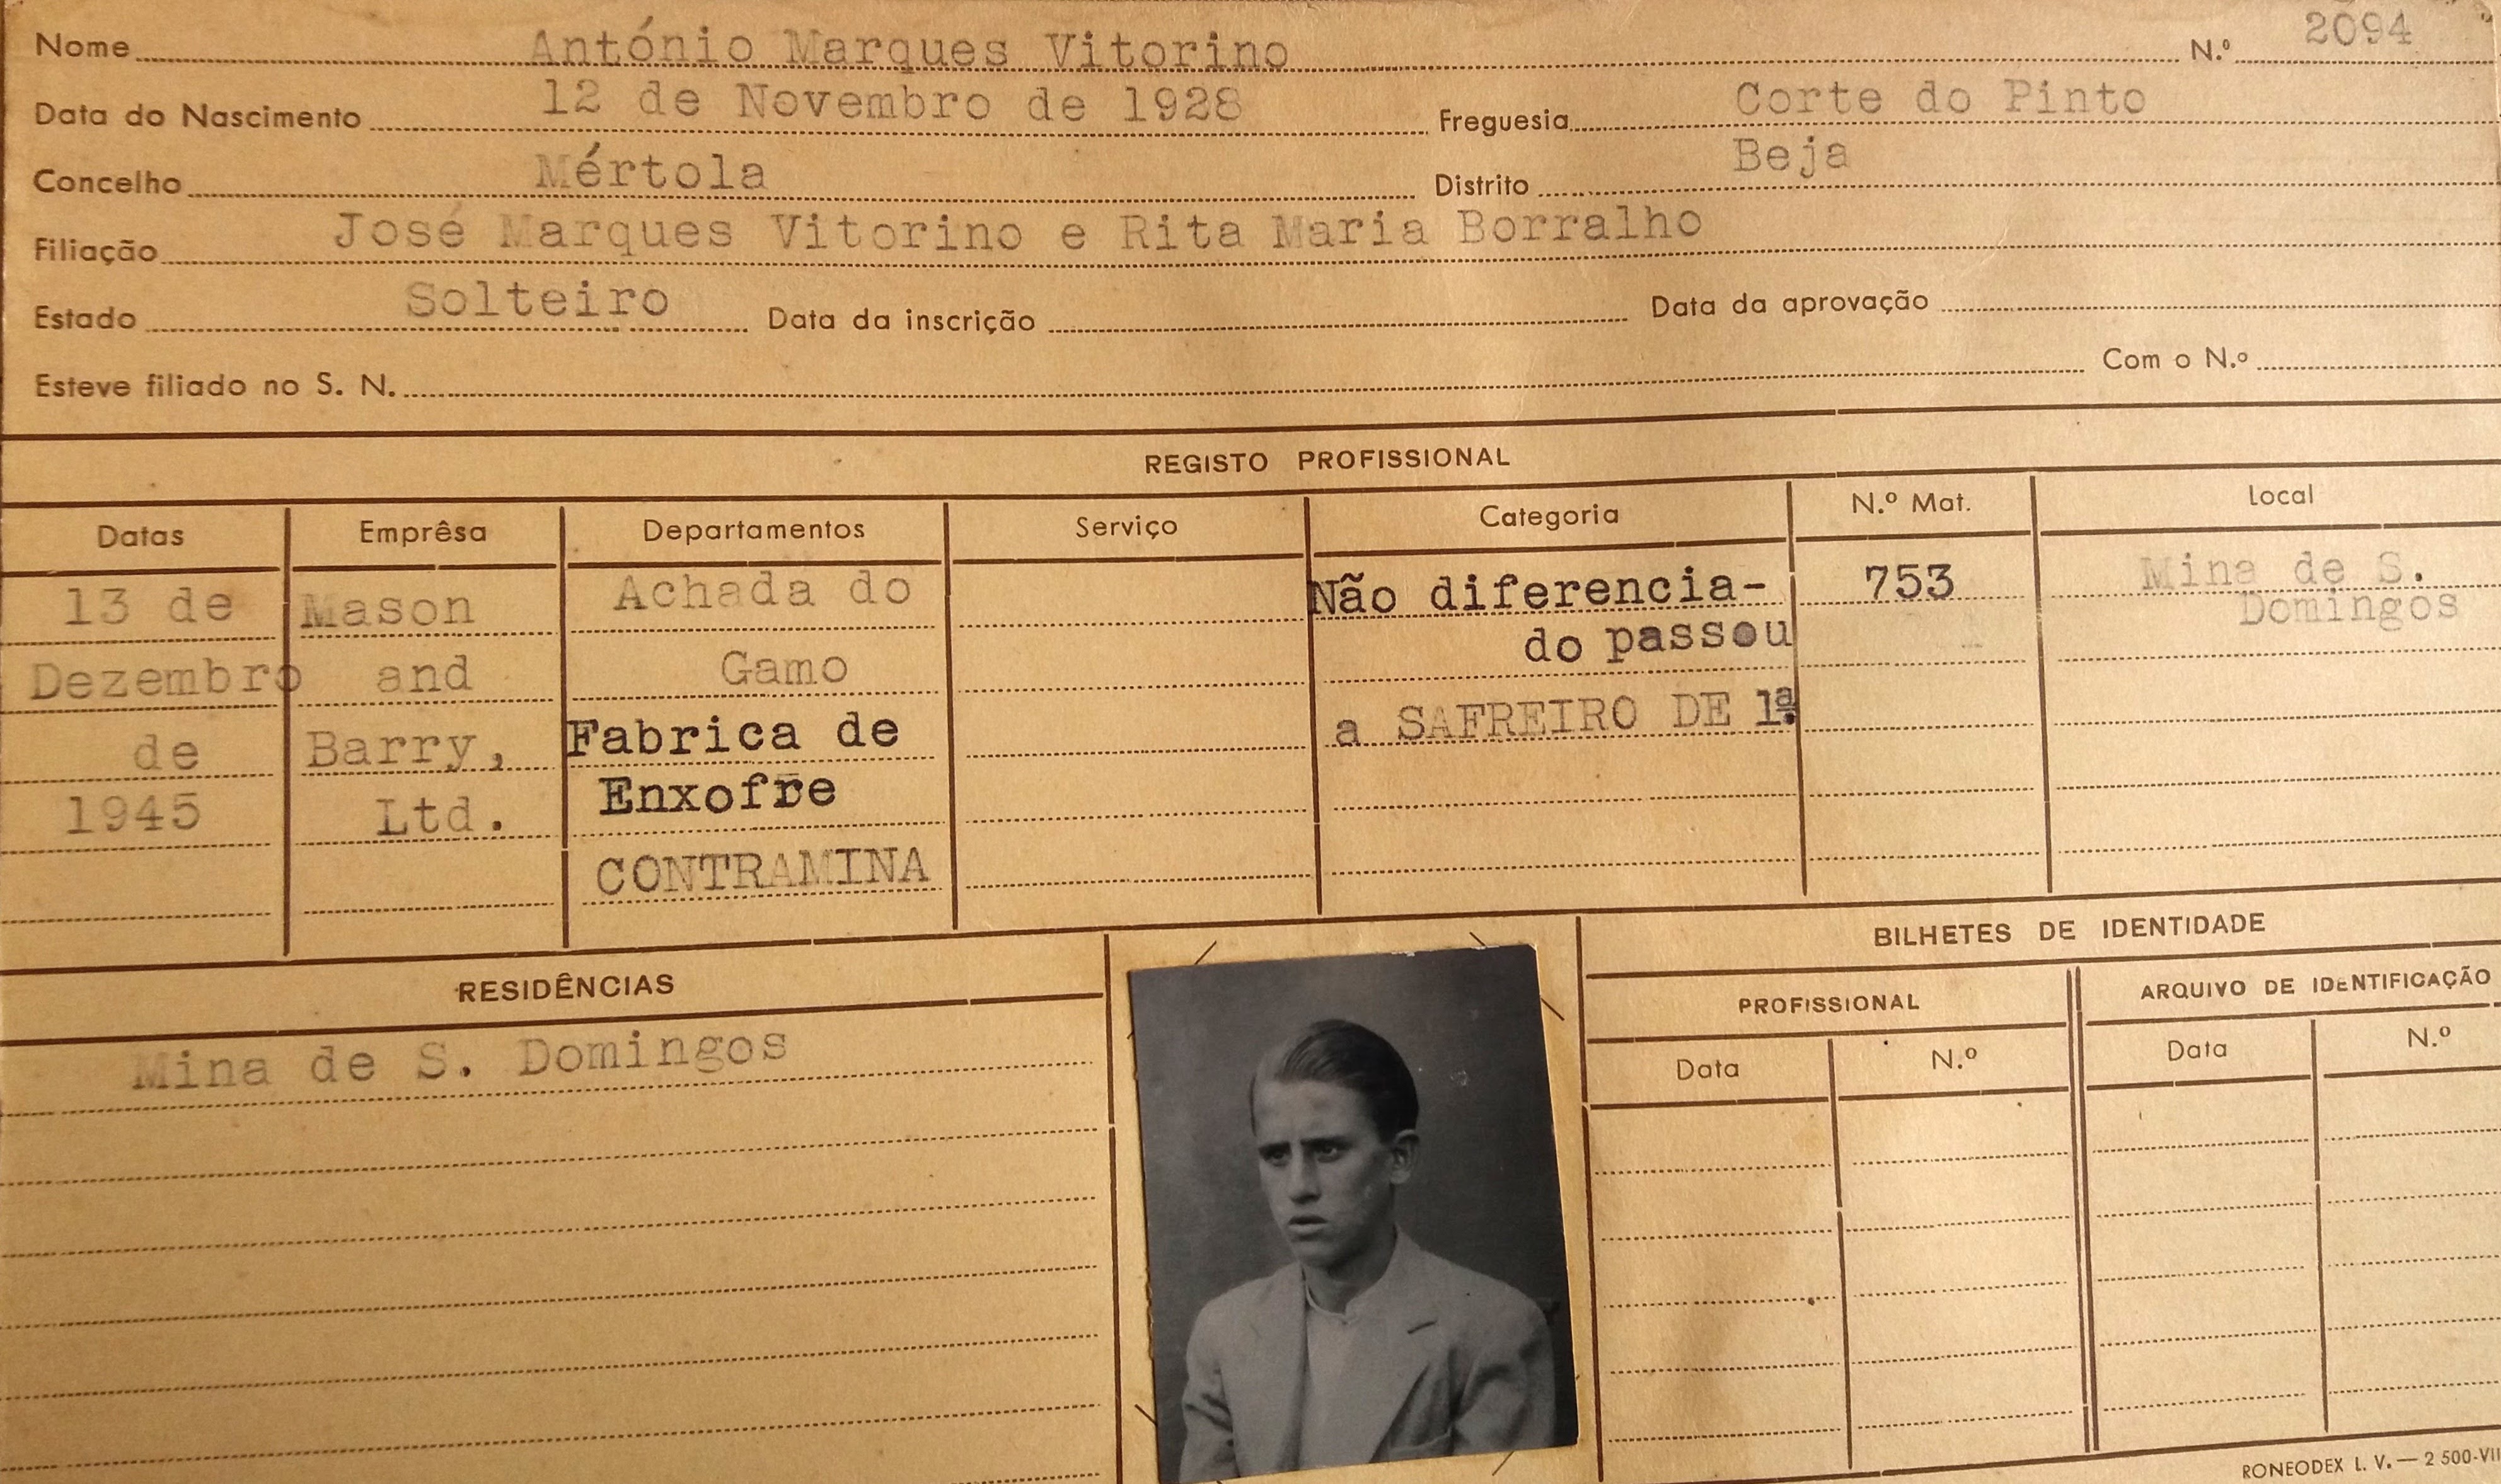 Nome António Marques Vitorino N.º 2094
Data do Nascimento 12 de Novembro de 1928 Freguesia Corte do Pinto
Concelho Mértola Distrito Beja
Filiação José Marques Vitorino e Rita Maria Borralho
Estado Solteiro Data da inscrição Data da aprovação
Esteve filiado no S. N. Com o N.º
REGISTO PROFISSIONAL
Datas Emprêsa Departamentos Serviço Categoria N.º Mat. Local
13 de Mason Achada do Não diferencia- 753 Mina de S.
Dezembro and Gamo do passou Domingos
de Barry, Fabrica de a SAFREIRO DE 1ª.
1945 Ltd. Enxofre
CONTRAMINA
RESIDÊNCIAS
Mina de S. Domingos
BILHETES DE IDENTIDADE
PROFISSIONAL ARQUIVO DE IDENTIFICAÇÃO
Data N.º Data N.º
RONEODEX L. V. — 2 500-VII